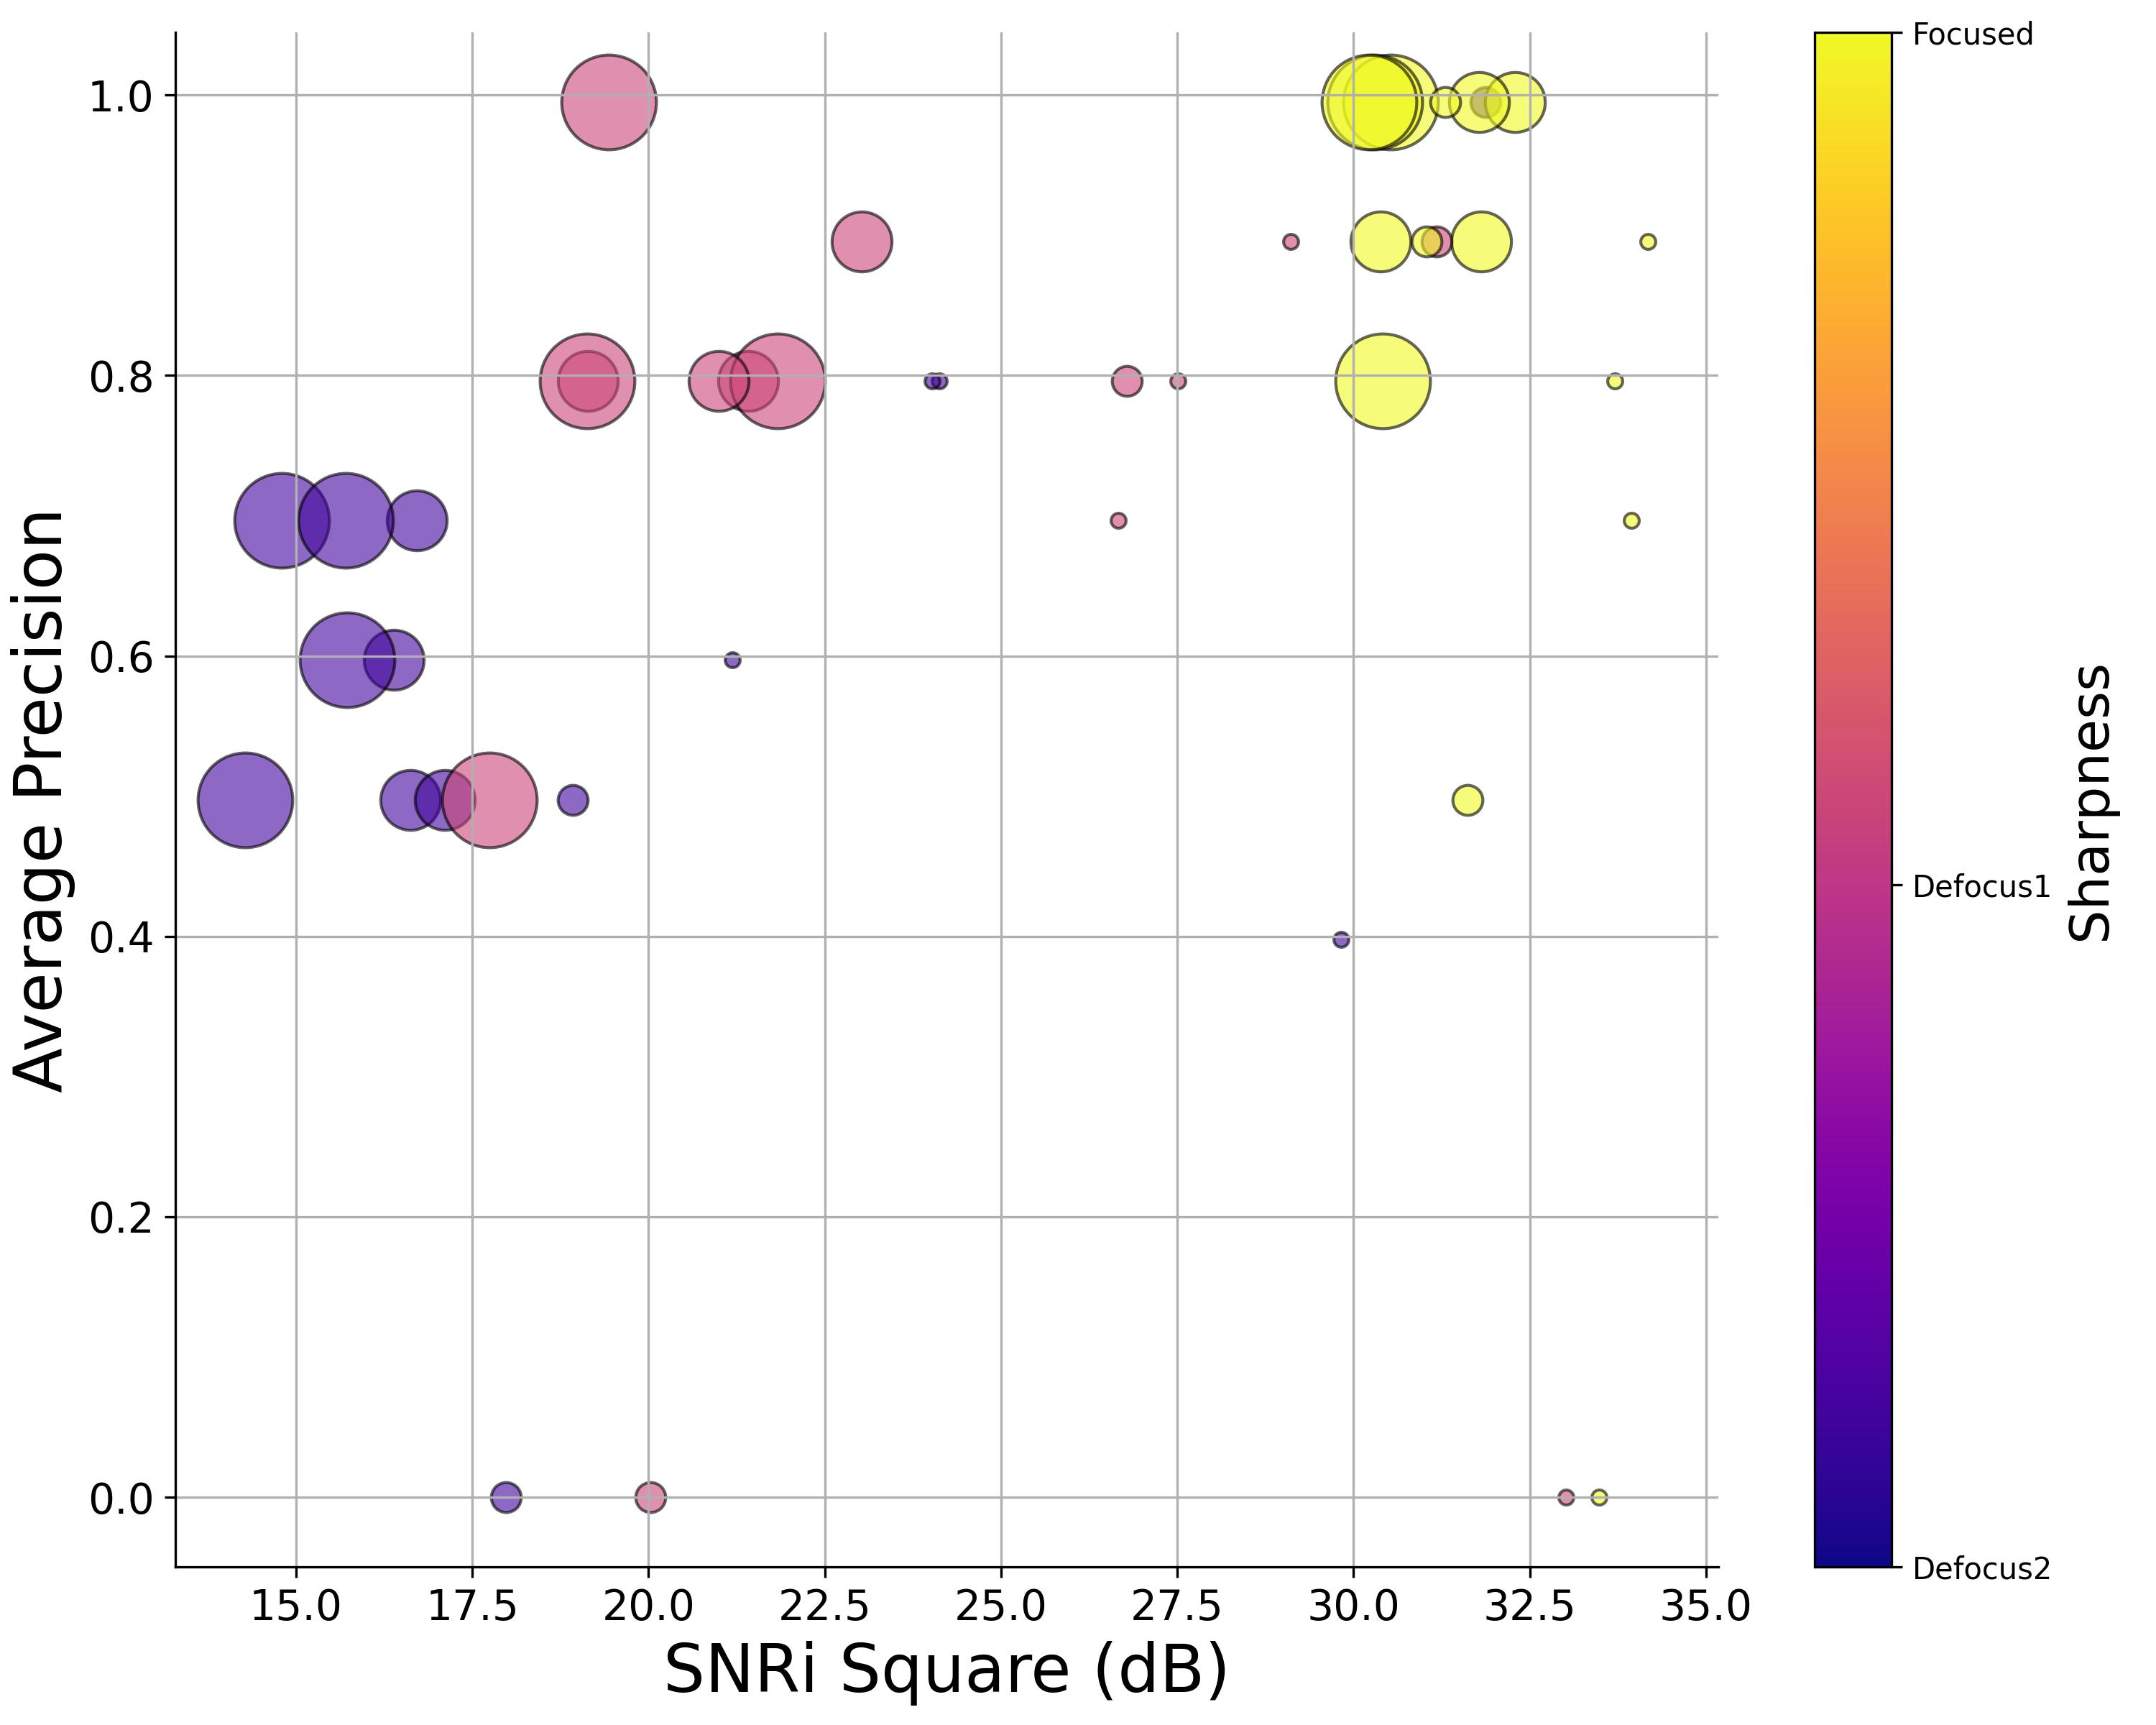 Average Precision
1.0
0.8
0.6
0.4
0.2
0.0
15.0 17.5 20.0 22.5 25.0 27.5 30.0 32.5 35.0
SNRi Square (dB)
Focused
Defocus1
Defocus2
Sharpness